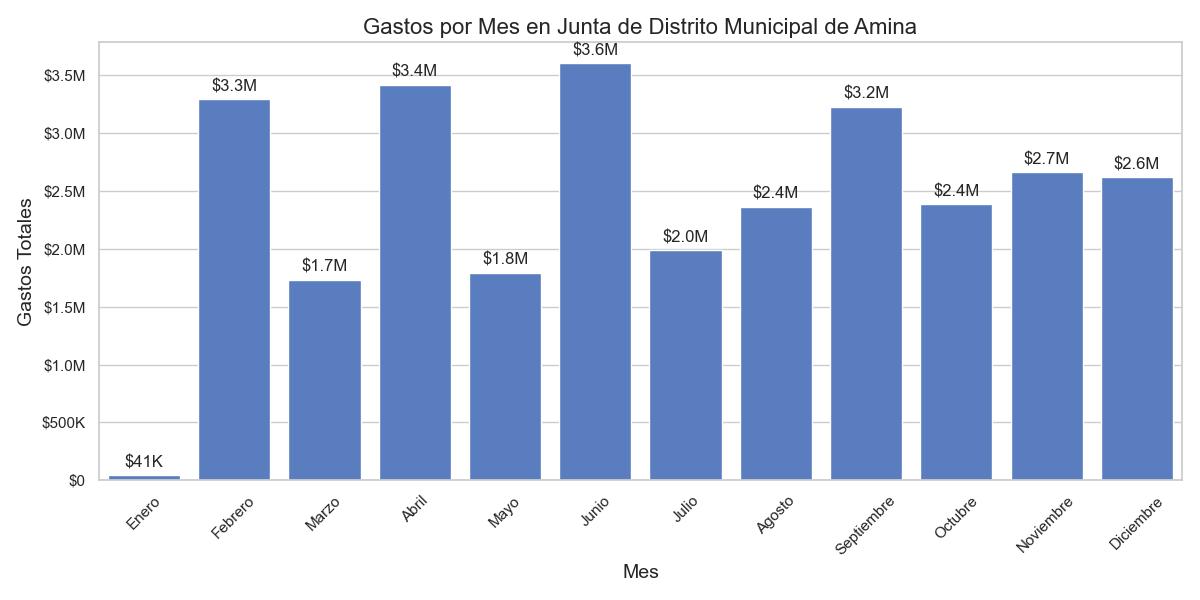 Gastos por Mes en Junta de Distrito Municipal de Amina
Gastos Totales
$3.5M
$3.0M
$2.5M
$2.0M
$1.5M
$1.0M
$500K
$0
$41K
$3.3M
$1.7M
$3.4M
$1.8M
$3.6M
$2.0M
$2.4M
$3.2M
$2.4M
$2.7M
$2.6M
Enero
Febrero
Marzo
Abril
Mayo
Junio
Julio
Agosto
Septiembre
Octubre
Noviembre
Diciembre
Mes